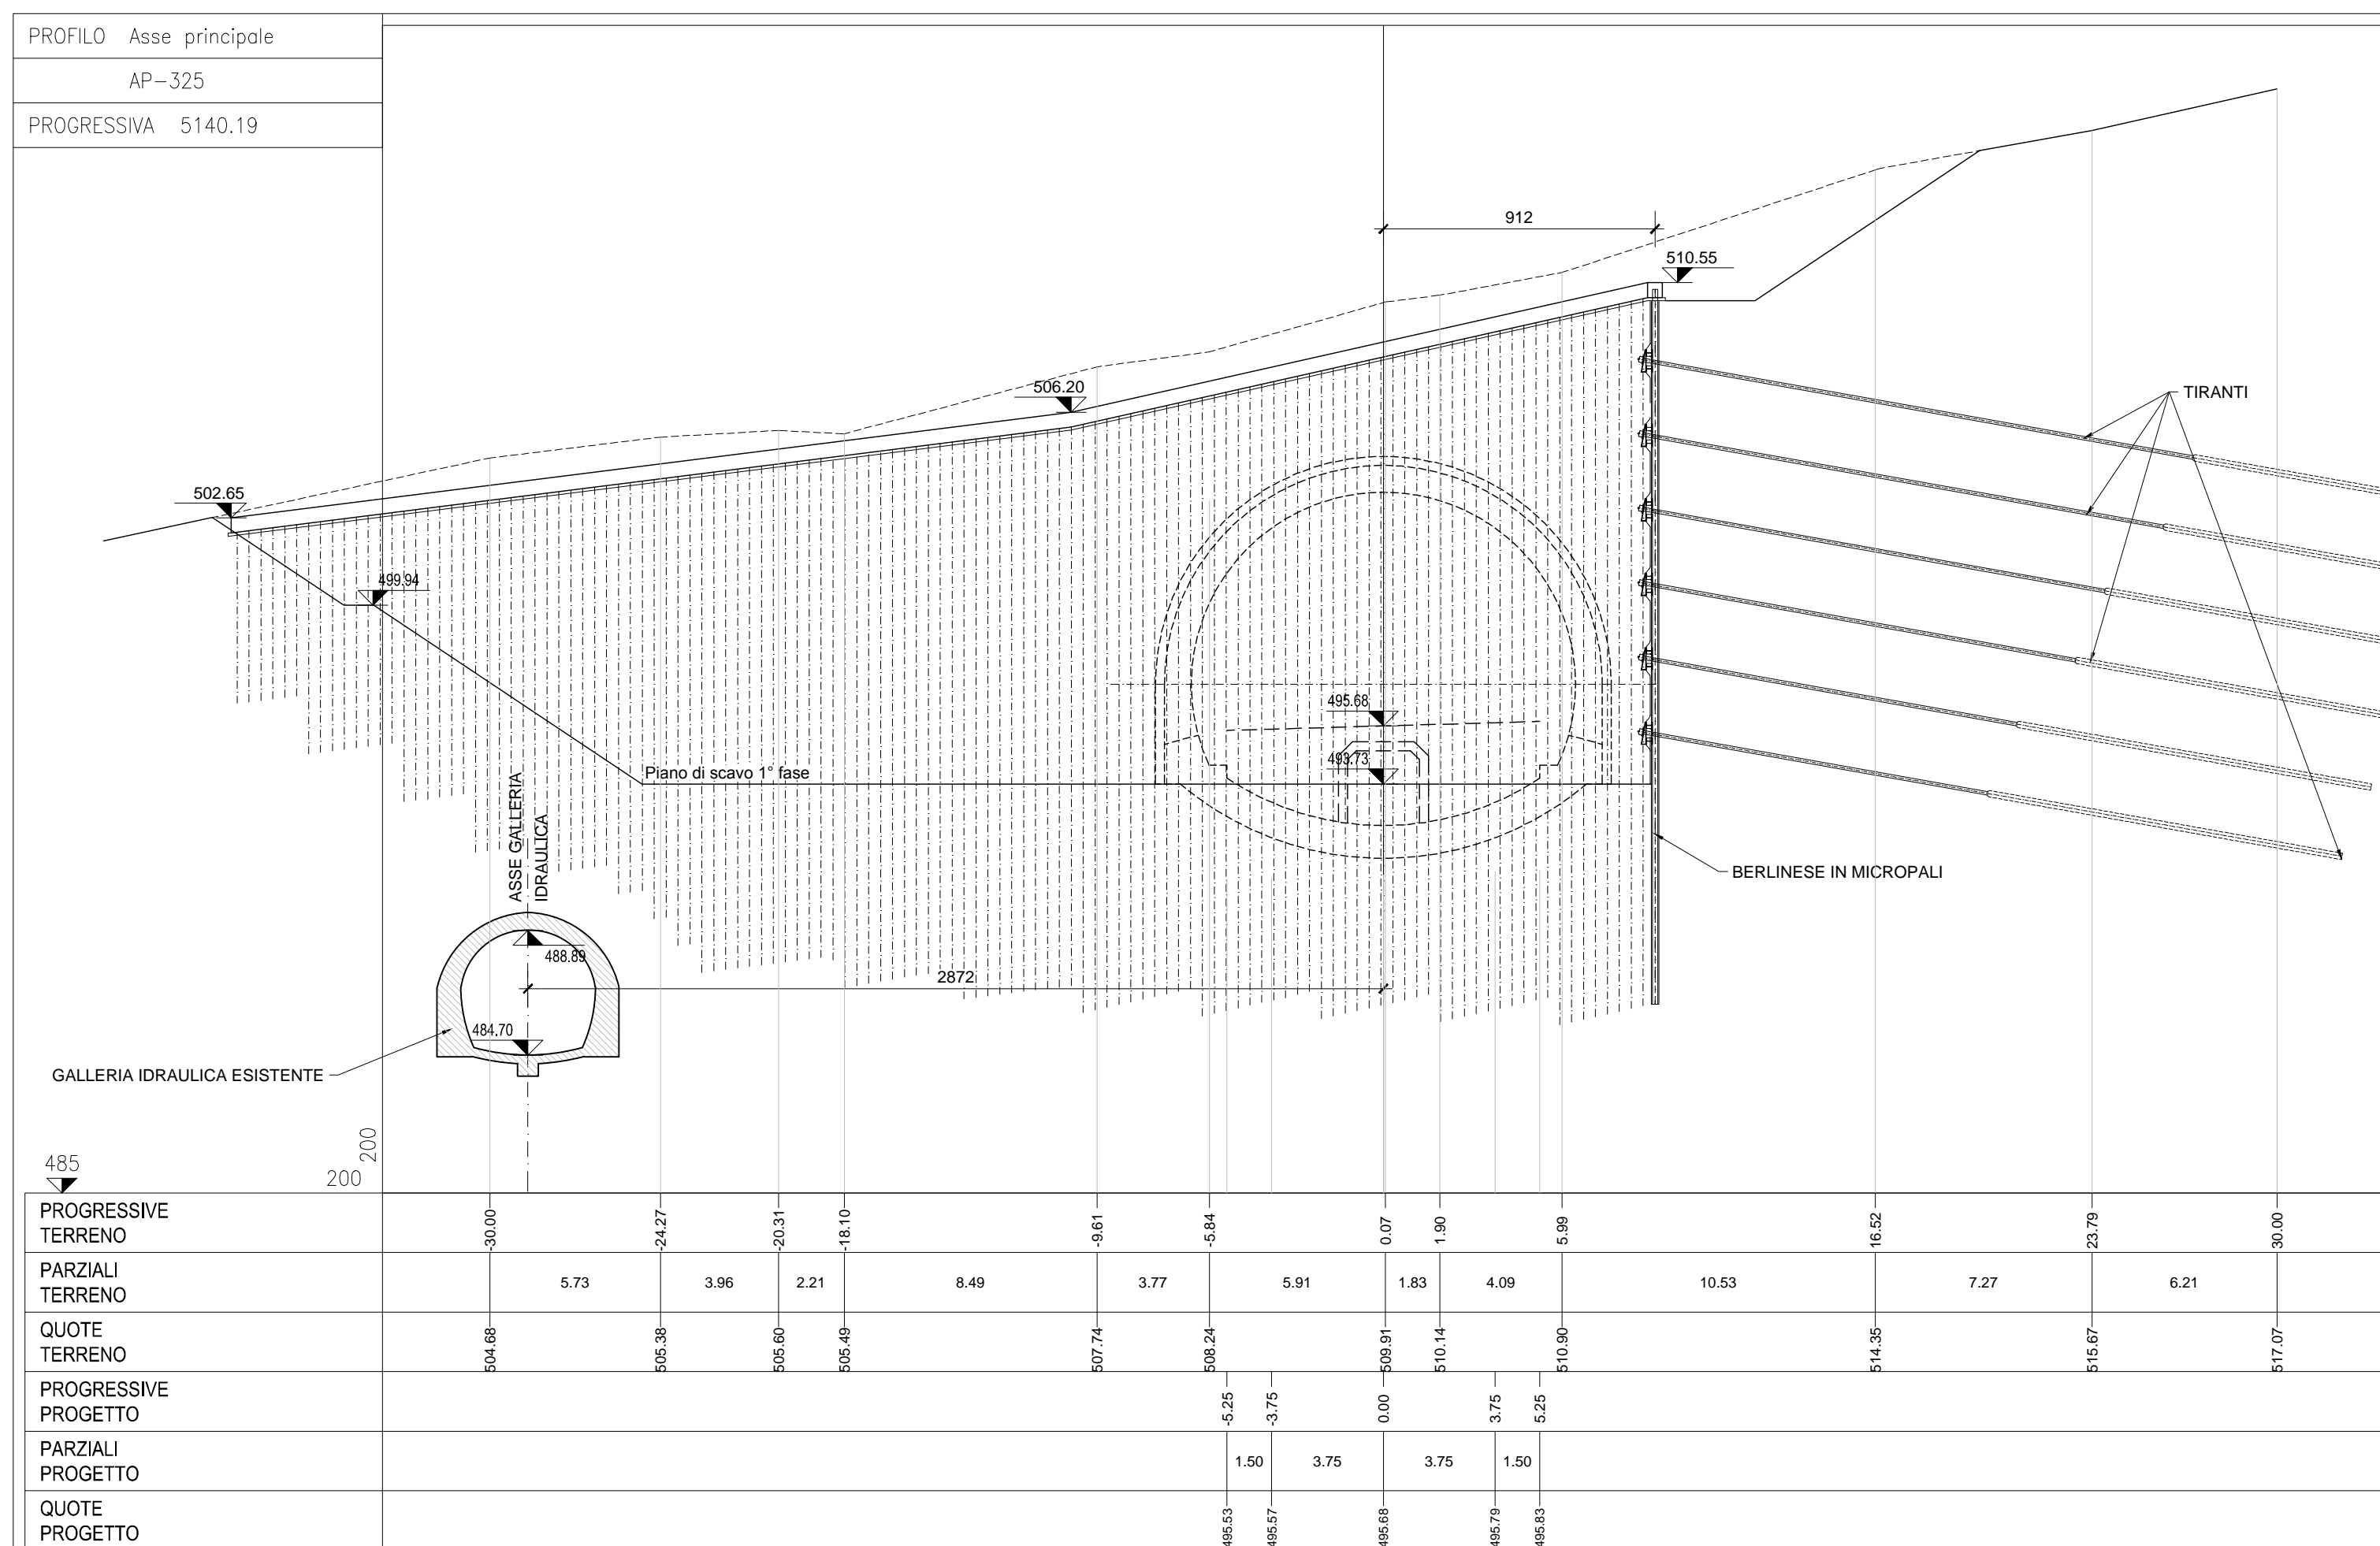 PROFILO Asse principale
AP-325
PROGRESSIVA 5140.19
912
510.55
506.20
TIRANTI
502.65
499.94
495.68
493.73
Piano di scavo 1° fase
ASSE GALLERIA
IDRAULICA
BERLINESE IN MICROPALI
488.89
2872
484.70
GALLERIA IDRAULICA ESISTENTE
200
485
200
PROGRESSIVE
TERRENO
-30.00 -24.27 -20.31 -18.10 -9.61 -5.84 0.07 1.90 5.99 16.52 23.79 30.00
PARZIALI
TERRENO
5.73 3.96 2.21 8.49 3.77 5.91 1.83 4.09 10.53 7.27 6.21
QUOTE
TERRENO
504.68 505.38 505.60 505.49 507.74 508.24 509.91 510.14 510.90 514.35 515.67 517.07
PROGRESSIVE
PROGETTO
-5.25 -3.75 0.00 3.75 5.25
PARZIALI
PROGETTO
1.50 3.75 3.75 1.50
QUOTE
PROGETTO
495.53 495.57 495.68 495.79 495.83